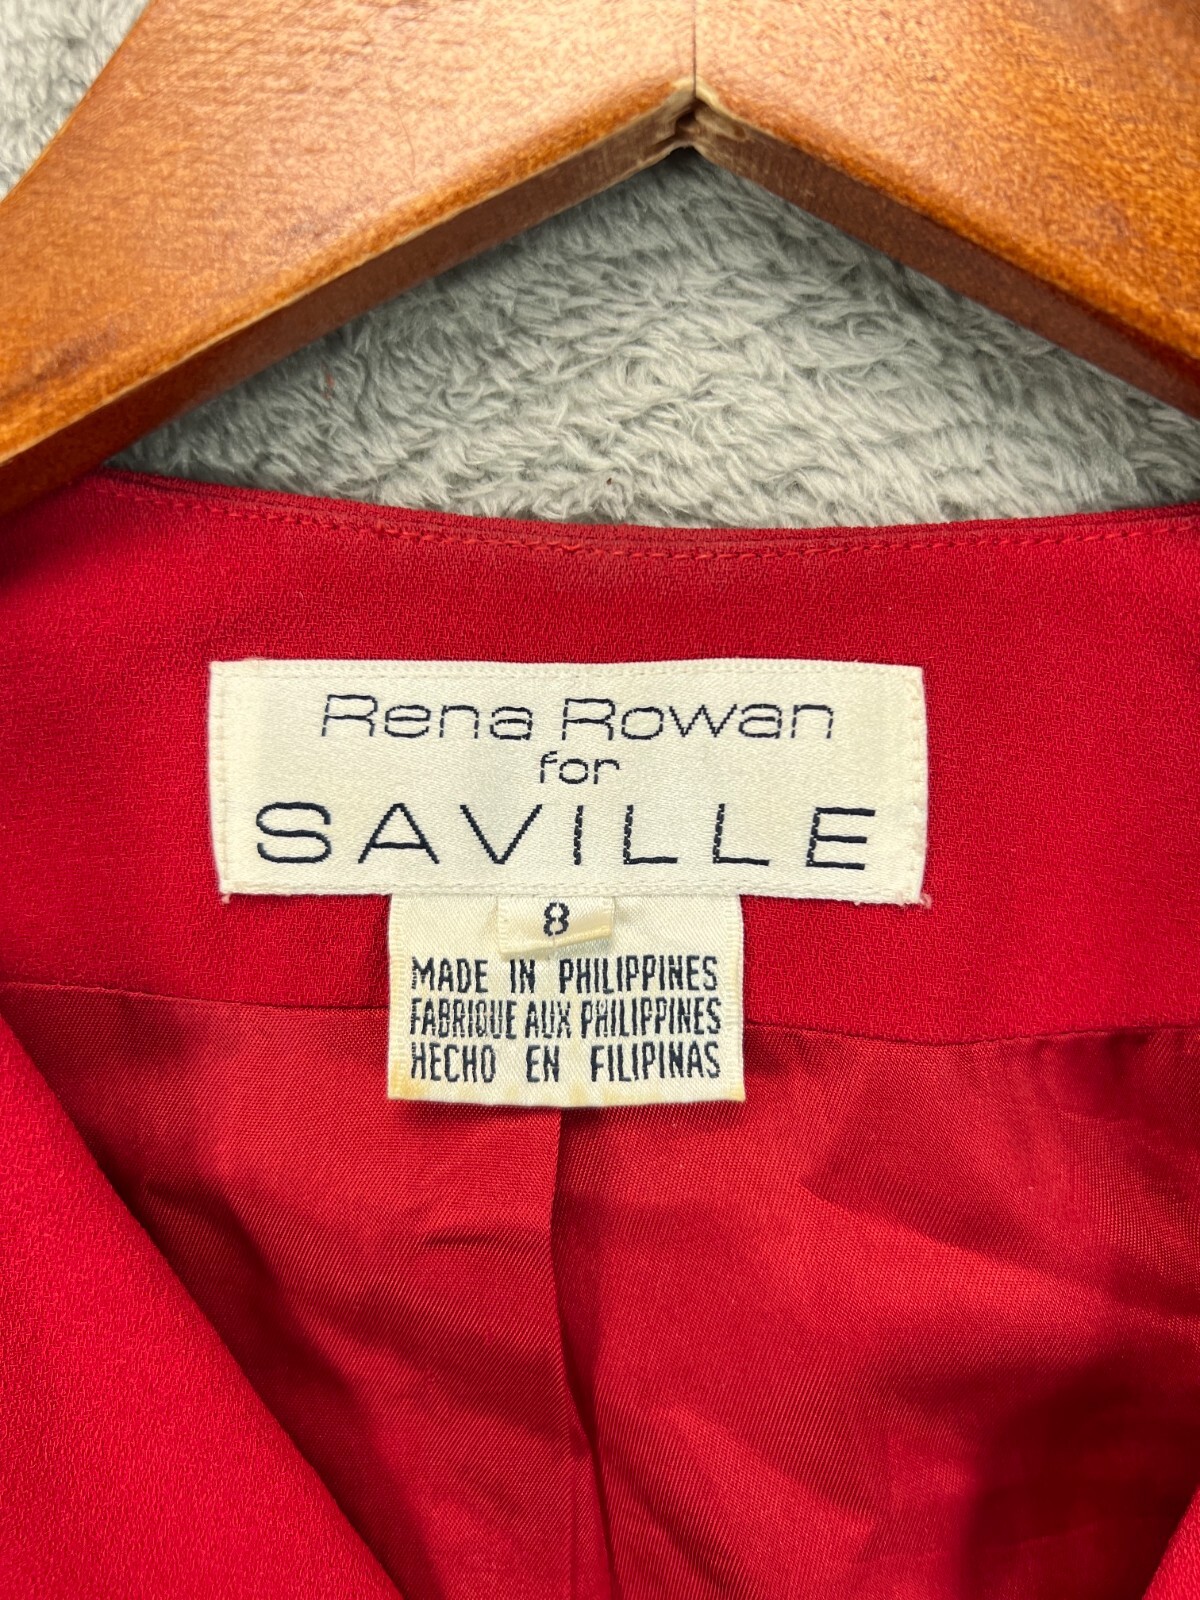 Rena Rowan
for
SAVILLE
8
MADE IN PHILIPPINES
FABRIQUE AUX PHILIPPINES
HECHO EN FILIPINAS